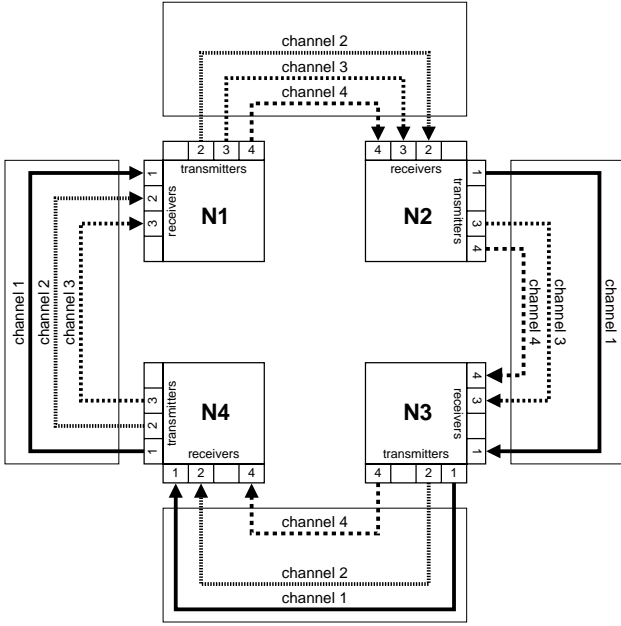 channel 2
channel 3
channel 4
2 3 4
4 3 2
transmitters
receivers
1
2
3
receivers
N1
N2
transmitters
1
3
4
channel 1
channel 2
channel 3
channel 4
channel 3
channel 1
3
2
1
transmitters
N4
N3
receivers
4
3
1
receivers
transmitters
1 2 4
4 2 1
channel 4
channel 2
channel 1